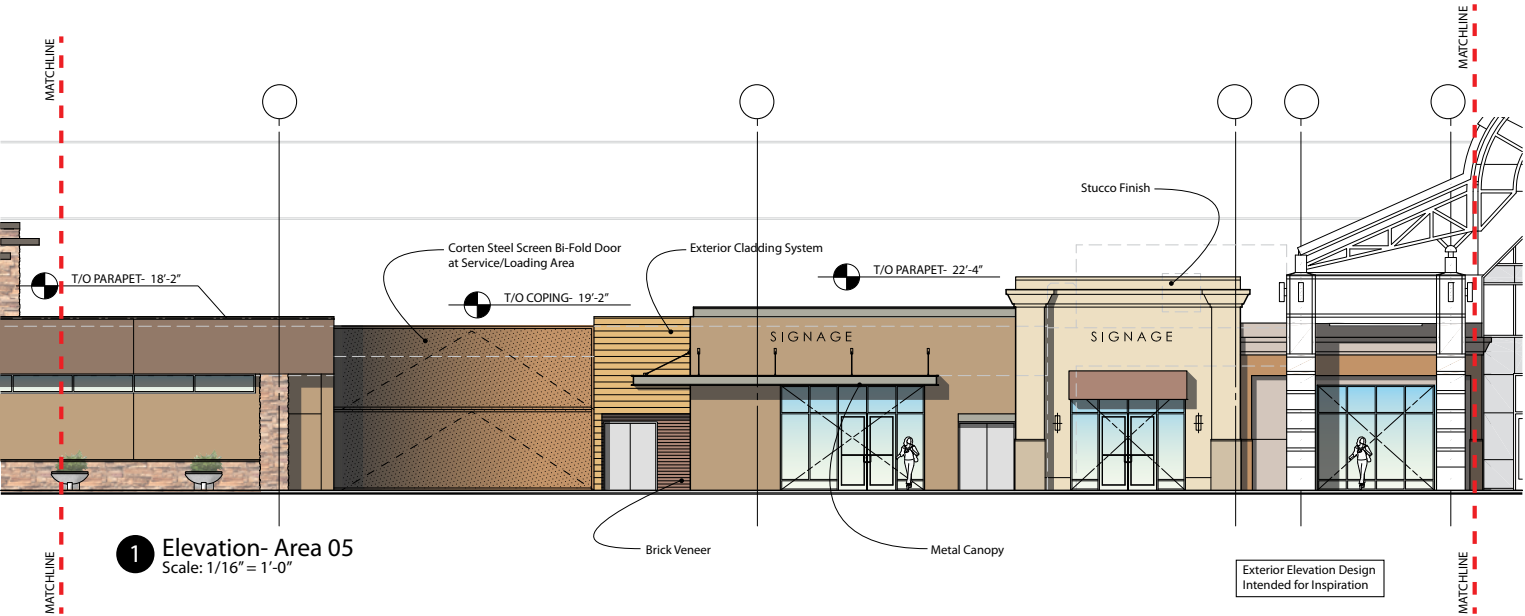 MATCHLINE
MATCHLINE
Stucco Finish
Corten Steel Screen Bi-Fold Door
at Service/Loading Area
Exterior Cladding System
T/O PARAPET- 18'-2"
T/O COPING- 19'-2"
T/O PARAPET- 22'-4"
SIGNAGE
SIGNAGE
1
Elevation- Area 05
Scale: 1/16" = 1'-0"
Brick Veneer
Metal Canopy
Exterior Elevation Design
Intended for Inspiration
MATCHLINE
MATCHLINE